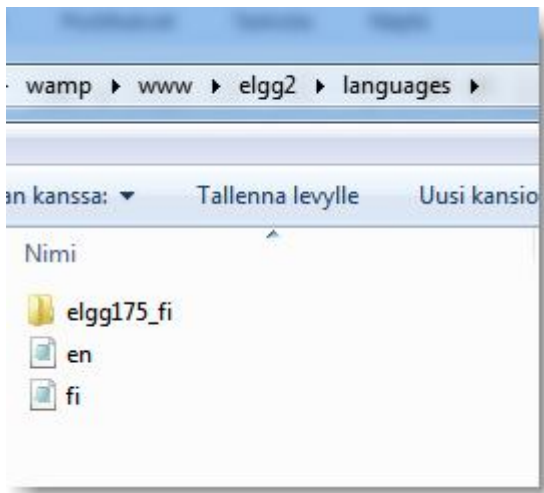 wamp ▸ www ▸ elgg2 ▸ languages ▸
an kanssa: ▾ Tallenna levylle Uusi kansio
Nimi
elgg175_fi
en
fi